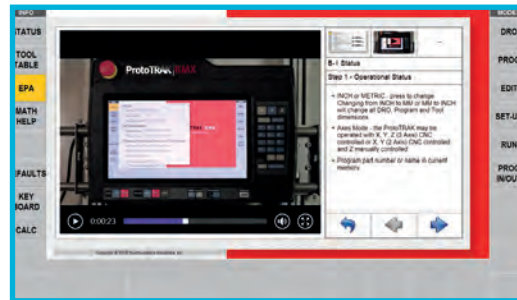 INFO
MODE
STATUS
TOOL
TABLE
EPA
MATH
HELP
DEFAULTS
KEY
BOARD
CALC
ProtoTRAK RMX
0:00:23
B-1 Status
Step 1 - Operational Status
• INCH or METRIC - press to change.
Changing from INCH to MM or MM to INCH
will change all DRO, Program and Tool
dimensions.
• Axes Mode - the ProtoTRAK may be
operated with X, Y, Z (3 Axis) CNC
controlled or X, Y (2 Axis) CNC controlled
and Z manually controlled
• Program part number or name in current
memory.
DRO
PROG
EDIT
SET-U
RUN
PROG
IN/OU